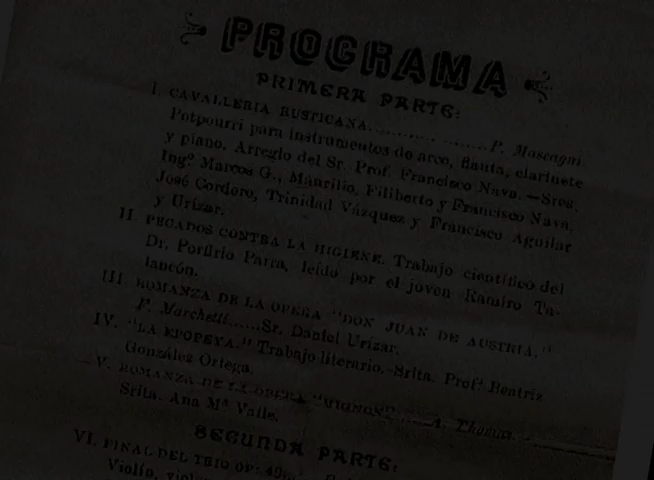 PROGRAMA
PRIMERA PARTE:
I. CAVALLERIA RUSTICANA.................... P. Mascagni.
Potpourri para instrumentos de arco, flauta, clarinete
y piano. Arreglo del Sr. Prof. Francisco Nava.—Sres.
Ing.º Marcos G., Maurilio, Filiberto y Francisco Nava,
José Cordero, Trinidad Vázquez y Francisco Aguilar
y Urízar.
II. PECADOS CONTRA LA HIGIENE. Trabajo científico del
Dr. Porfirio Parra, leído por el joven Ramiro Ta-
lancón.
III. ROMANZA DE LA OPERA "DON JUAN DE AUSTRIA,"
F. Marchetti......Sr. Daniel Urízar.
IV. "LA EPOPEYA." Trabajo literario.—Srita. Prof.ª Beatriz
González Ortega.
V. ROMANZA DE LA OPERA "MIGNON"......A. Thomas.
Srita. Ana Mª Valle.
SEGUNDA PARTE:
VI. FINAL DEL TRIO OP: 49
Violín,